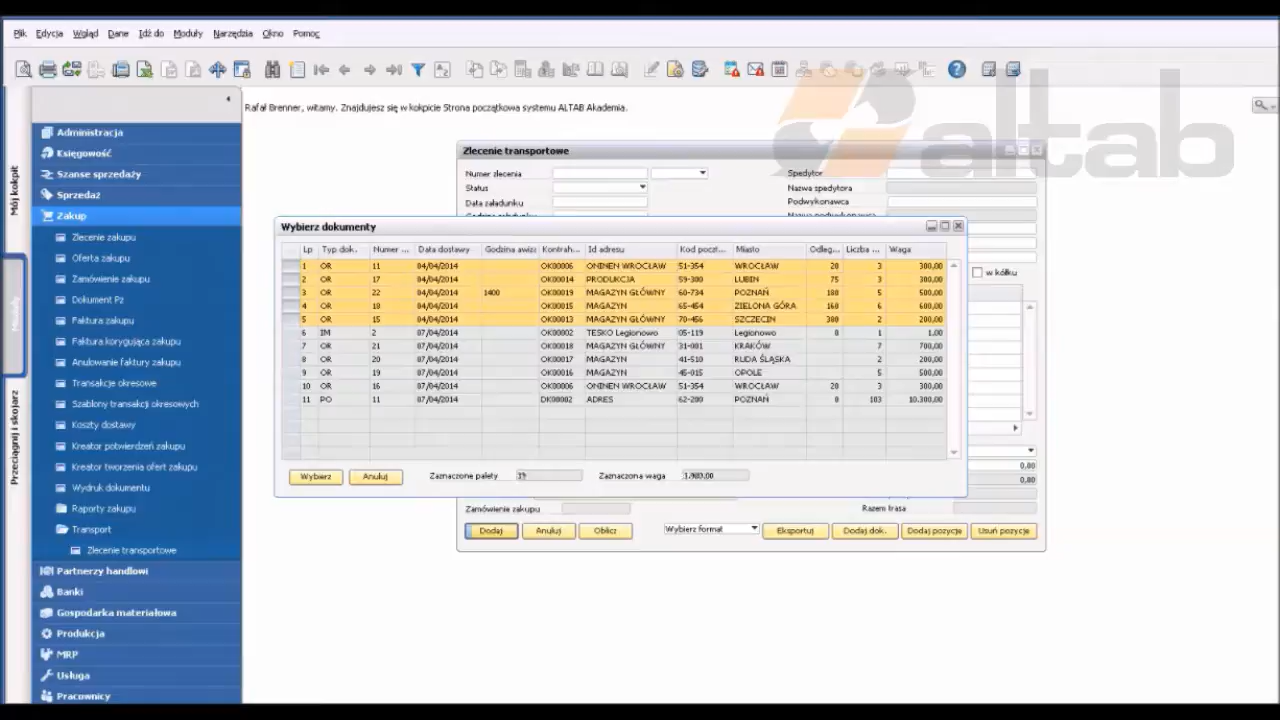 Plik Edycja Wgląd Dane Idź do Moduły Narzędzia Okno Pomoc
Rafał Brenner, witamy. Znajdujesz się w kokpicie Strona początkowa systemu ALTAB Akademia.
altab
Mój kokpit
Moduły
Przeciągnij i skojarz
Administracja
Księgowość
Szanse sprzedaży
Sprzedaż
Zakup
Zlecenie zakupu
Oferta zakupu
Zamówienie zakupu
Dokument Pz
Faktura zakupu
Faktura korygująca zakupu
Anulowanie faktury zakupu
Transakcje okresowe
Szablony transakcji okresowych
Koszty dostawy
Kreator potwierdzeń zakupu
Kreator tworzenia ofert zakupu
Wydruk dokumentu
Raporty zakupu
Transport
Zlecenie transportowe
Partnerzy handlowi
Banki
Gospodarka materiałowa
Produkcja
MRP
Usługa
Pracownicy
Zlecenie transportowe
Numer zlecenia Spedytor
Status Nazwa spedytora
Data załadunku Podwykonawca
w kółku
Wybierz dokumenty
Lp Typ dok. Numer ... Data dostawy Godzina awiza Kontrah... Id adresu Kod poczt... Miasto Odleg... Liczba ... Waga
1 OR 11 04/04/2014 OK00006 ONINEN WROCŁAW 51-354 WROCŁAW 20 3 300,00
2 OR 17 04/04/2014 OK00014 PRODUKCJA 59-300 LUBIN 75 3 300,00
3 OR 22 04/04/2014 1400 OK00019 MAGAZYN GŁÓWNY 60-734 POZNAŃ 180 5 500,00
4 OR 18 04/04/2014 OK00015 MAGAZYN 65-454 ZIELONA GÓRA 160 6 600,00
5 OR 15 04/04/2014 OK00013 MAGAZYN GŁÓWNY 70-456 SZCZECIN 380 2 200,00
6 IM 2 07/04/2014 OK00002 TESKO Legionowo 05-119 Legionowo 0 1 1,00
7 OR 21 07/04/2014 OK00018 MAGAZYN GŁÓWNY 31-001 KRAKÓW 7 700,00
8 OR 20 07/04/2014 OK00017 MAGAZYN 41-510 RUDA ŚLĄSKA 2 200,00
9 OR 19 07/04/2014 OK00016 MAGAZYN 45-015 OPOLE 5 500,00
10 OR 16 07/04/2014 OK00006 ONINEN WROCŁAW 51-354 WROCŁAW 20 3 300,00
11 PO 11 07/04/2014 DK00002 ADRES 62-200 POZNAŃ 0 103 10.300,00
Wybierz Anuluj Zaznaczone palety 19 Zaznaczona waga
0,00
0,00
Zamówienie zakupu Razem trasa
Dodaj Anuluj Oblicz Wybierz format Eksportuj Dodaj dok. Dodaj pozycję Usuń pozycję